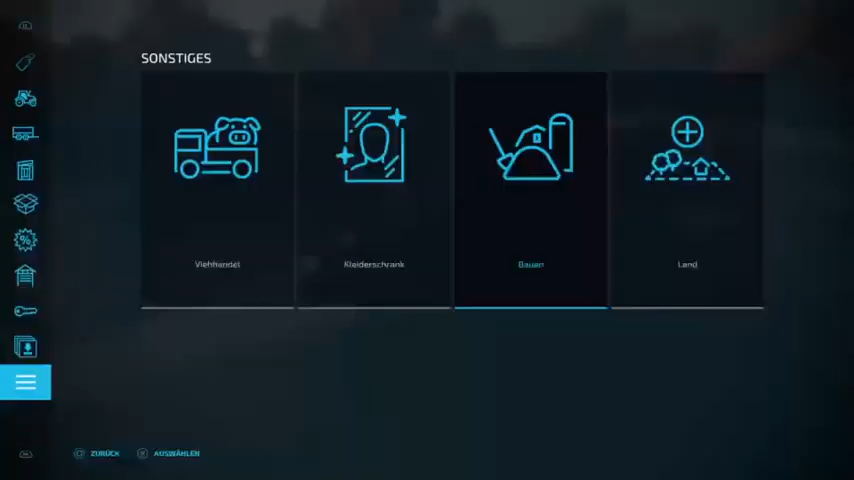 SONSTIGES
Viehhandel
Kleiderschrank
Bauen
Land
ZURÜCK
AUSWÄHLEN